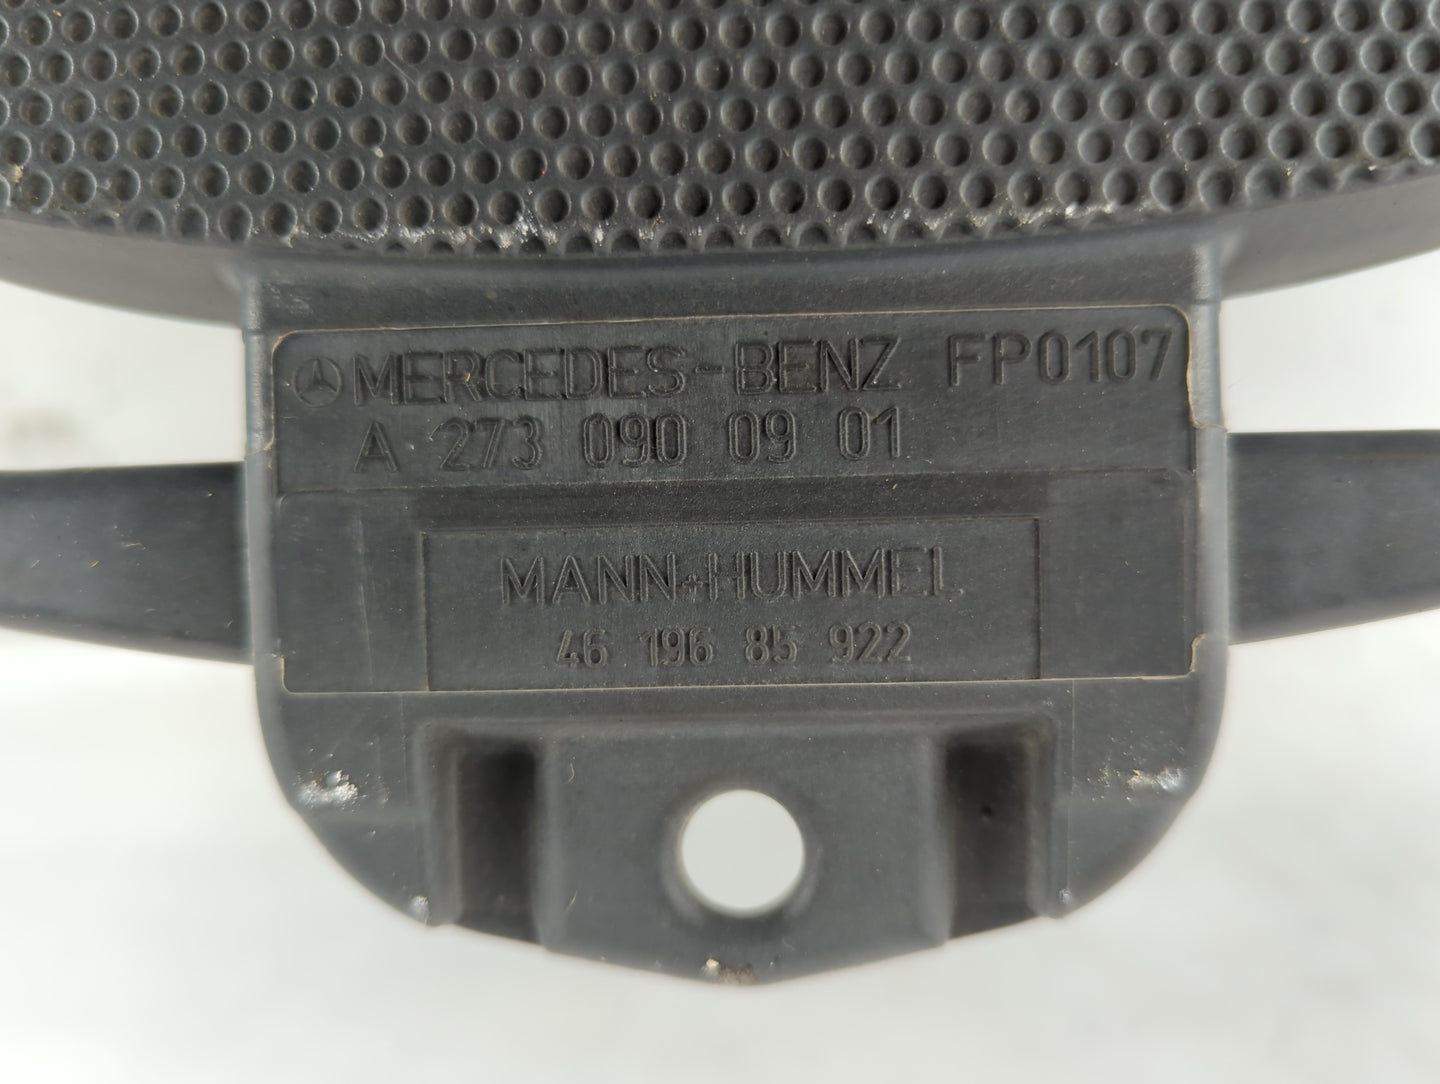 MERCEDES-BENZ FP0107
A 273 090 09 01
MANN+HUMMEL
46 196 85 922